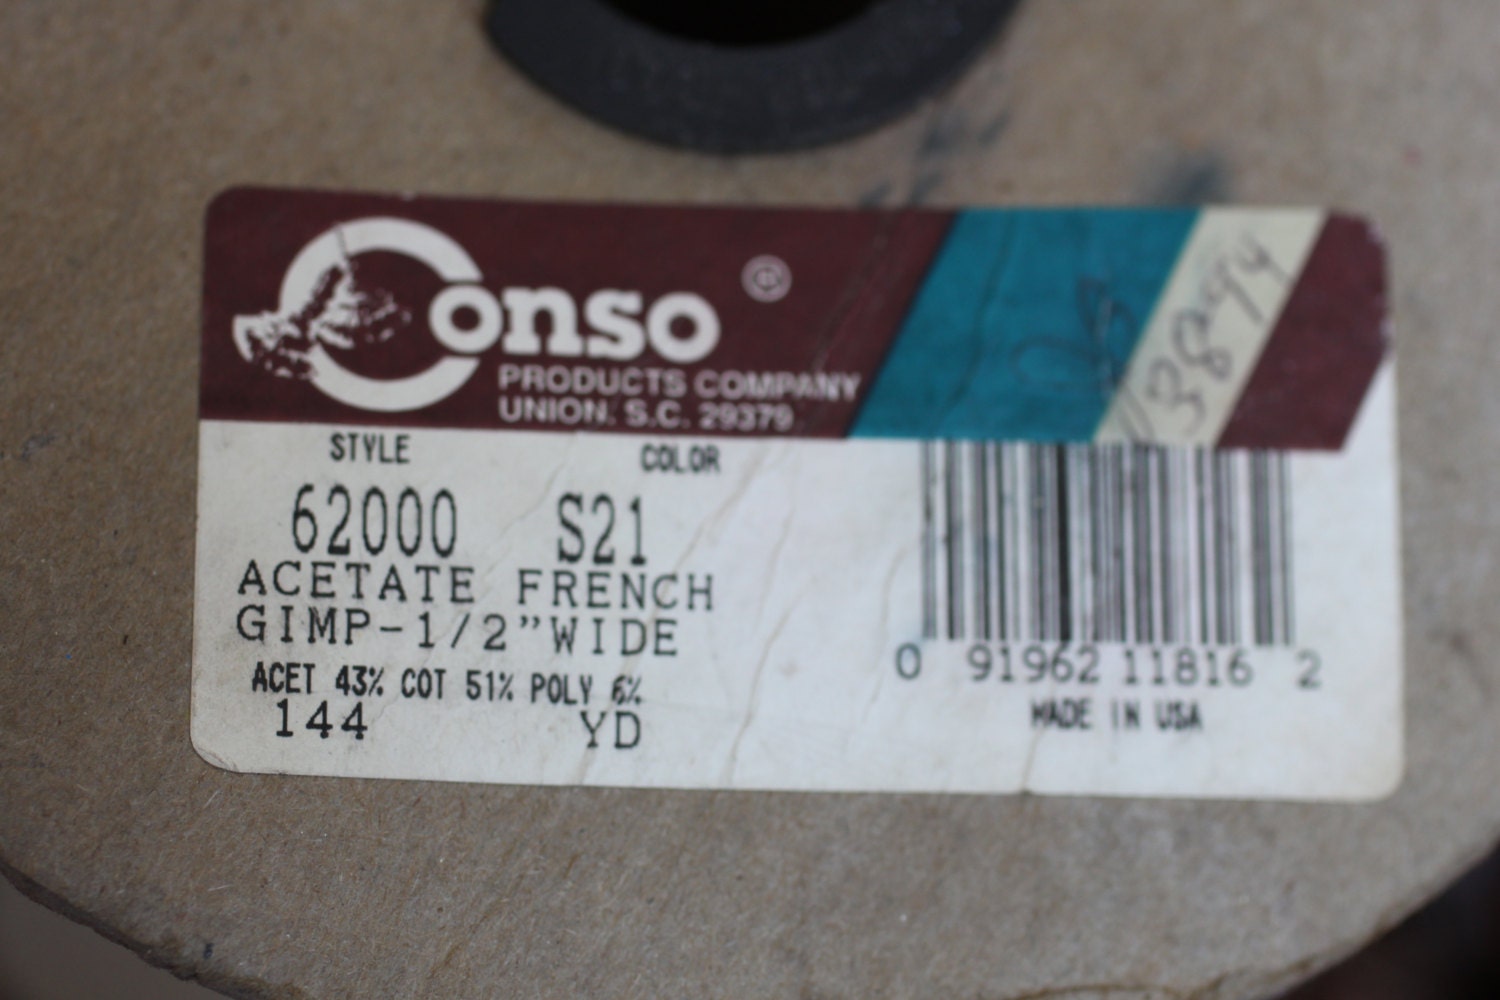 Conso ®
PRODUCTS COMPANY
UNION, S.C. 29379
STYLE COLOR
62000 S21
ACETATE FRENCH
GIMP-1/2"WIDE
ACET 43% COT 51% POLY 6%
144 YD
0 91962 11816 2
MADE IN USA